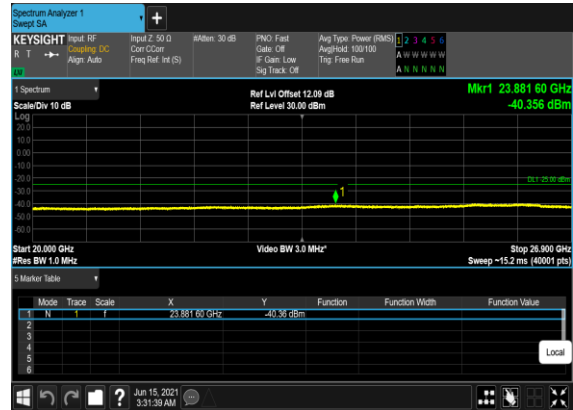 Spectrum Analyzer 1
Swept SA
+
KEYSIGHT Input: RF Input Z: 50 Ω #Atten: 30 dB PNO: Fast Avg Type: Power (RMS) 1 2 3 4 5 6
R T Coupling: DC Corr CCorr Gate: Off Avg|Hold: 100/100 A W W W W W
Align: Auto Freq Ref: Int (S) IF Gain: Low Trig: Free Run
Sig Track: Off A N N N N N
1 Spectrum
Ref Lvl Offset 12.09 dB Mkr1 23.881 60 GHz
Scale/Div 10 dB Ref Level 30.00 dBm -40.356 dBm
Log
20.0
10.0
0.00
-10.0
-20.0
DL1 -25.00 dBm
-30.0
1
-40.0
-50.0
-60.0
Start 20.000 GHz Video BW 3.0 MHz* Stop 26.900 GHz
#Res BW 1.0 MHz Sweep ~15.2 ms (40001 pts)
5 Marker Table
Mode Trace Scale X Y Function Function Width Function Value
1 N 1 f 23.881 60 GHz -40.36 dBm
2
3
4
5
6
Local
? Jun 15, 2021
3:31:39 AM